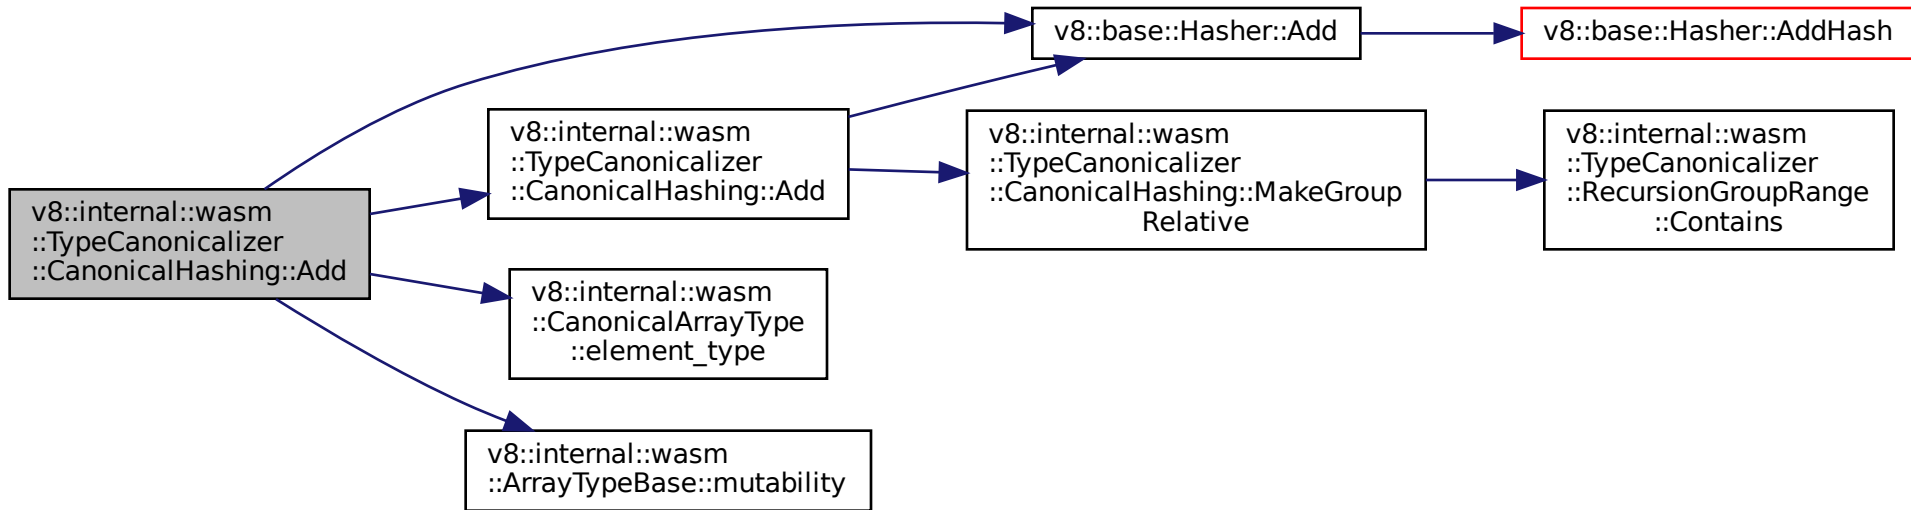 v8::internal::wasm
::TypeCanonicalizer
::CanonicalHashing::Add
v8::base::Hasher::Add
v8::base::Hasher::AddHash
v8::internal::wasm
::TypeCanonicalizer
::CanonicalHashing::Add
v8::internal::wasm
::TypeCanonicalizer
::CanonicalHashing::MakeGroup
Relative
v8::internal::wasm
::TypeCanonicalizer
::RecursionGroupRange
::Contains
v8::internal::wasm
::CanonicalArrayType
::element_type
v8::internal::wasm
::ArrayTypeBase::mutability